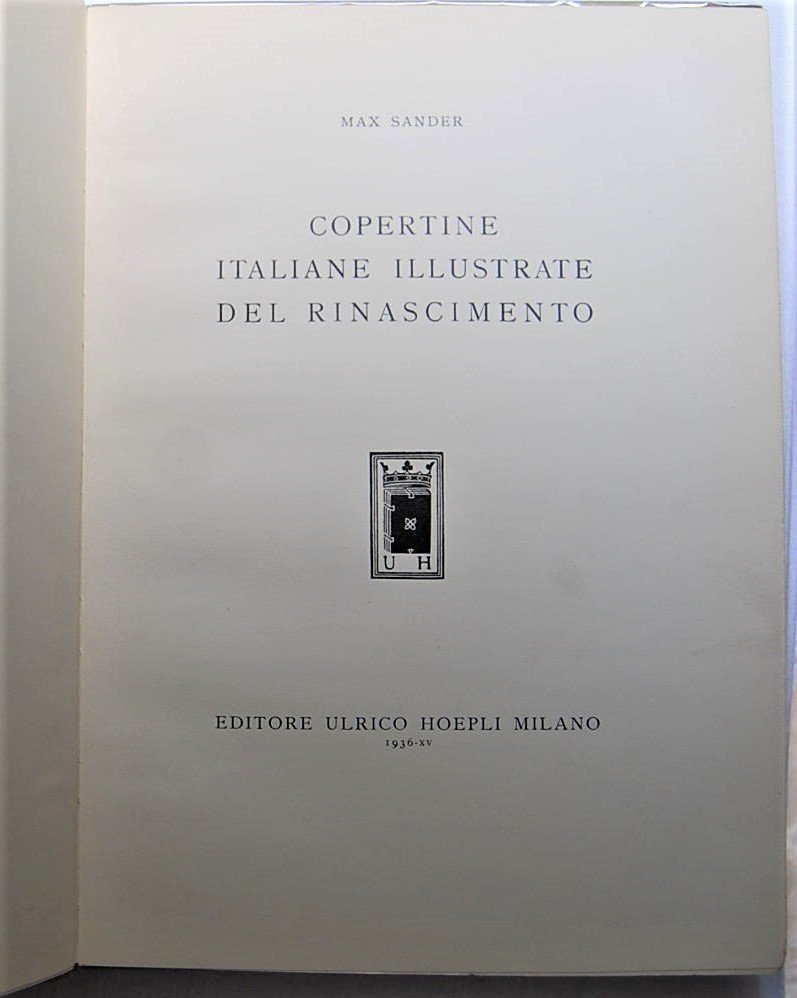 MAX SANDER
COPERTINE
ITALIANE ILLUSTRATE
DEL RINASCIMENTO
U H
EDITORE ULRICO HOEPLI MILANO
1936-XV